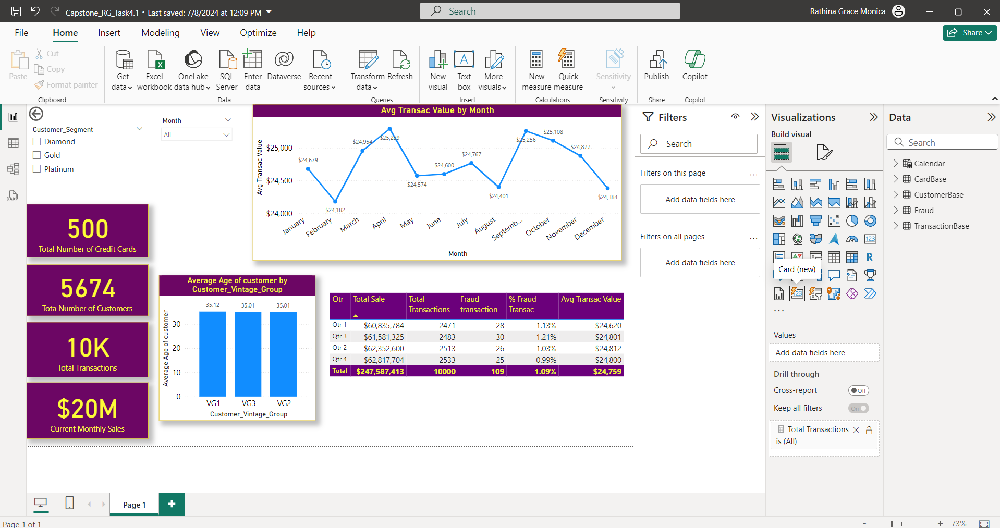 Capstone_RG_Task4.1 • Last saved: 7/8/2024 at 12:09 PM
Search
Rathina Grace Monica
File Home Insert Modeling View Optimize Help
Share
Paste
Cut
Copy
Format painter
Clipboard
Get data
Excel workbook
OneLake data hub
SQL Server
Enter data
Dataverse
Recent sources
Data
Transform data
Refresh
Queries
New visual
Text box
More visuals
Insert
New measure
Quick measure
Calculations
Sensitivity
Sensitivity
Publish
Share
Copilot
Copilot
Customer_Segment
Diamond
Gold
Platinum
Month
All
Avg Transac Value by Month
Avg Transac Value
$25,000
$24,500
$24,000
$24,679
$24,182
$24,954
$24,574
$24,600
$24,767
$24,401
$25,256
$25,108
$24,877
$24,384
January February March April May June July August Septemb... October November December
Month
500
Total Number of Credit Cards
5674
Tota Number of Customers
10K
Total Transactions
$20M
Current Monthly Sales
Average Age of customer by
Customer_Vintage_Group
Average Age of customer
30
20
10
0
35.12 35.01 35.01
VG1 VG3 VG2
Customer_Vintage_Group
Qtr Total Sale Total Transactions Fraud transaction % Fraud Transac Avg Transac Value
Qtr 1 $60,835,784 2471 28 1.13% $24,620
Qtr 3 $61,581,325 2483 30 1.21% $24,801
Qtr 2 $62,352,600 2513 26 1.03% $24,812
Qtr 4 $62,817,704 2533 25 0.99% $24,800
Total $247,587,413 10000 109 1.09% $24,759
Filters
Search
Filters on this page ...
Add data fields here
Filters on all pages ...
Add data fields here
Visualizations
Build visual
123
R
Card (new)
123
...
Values
Add data fields here
Drill through
Cross-report Off
Keep all filters On
Total Transactions
is (All)
Data
Search
Calendar
CardBase
CustomerBase
Fraud
TransactionBase
DAX
Page 1
+
Page 1 of 1
- + 73%